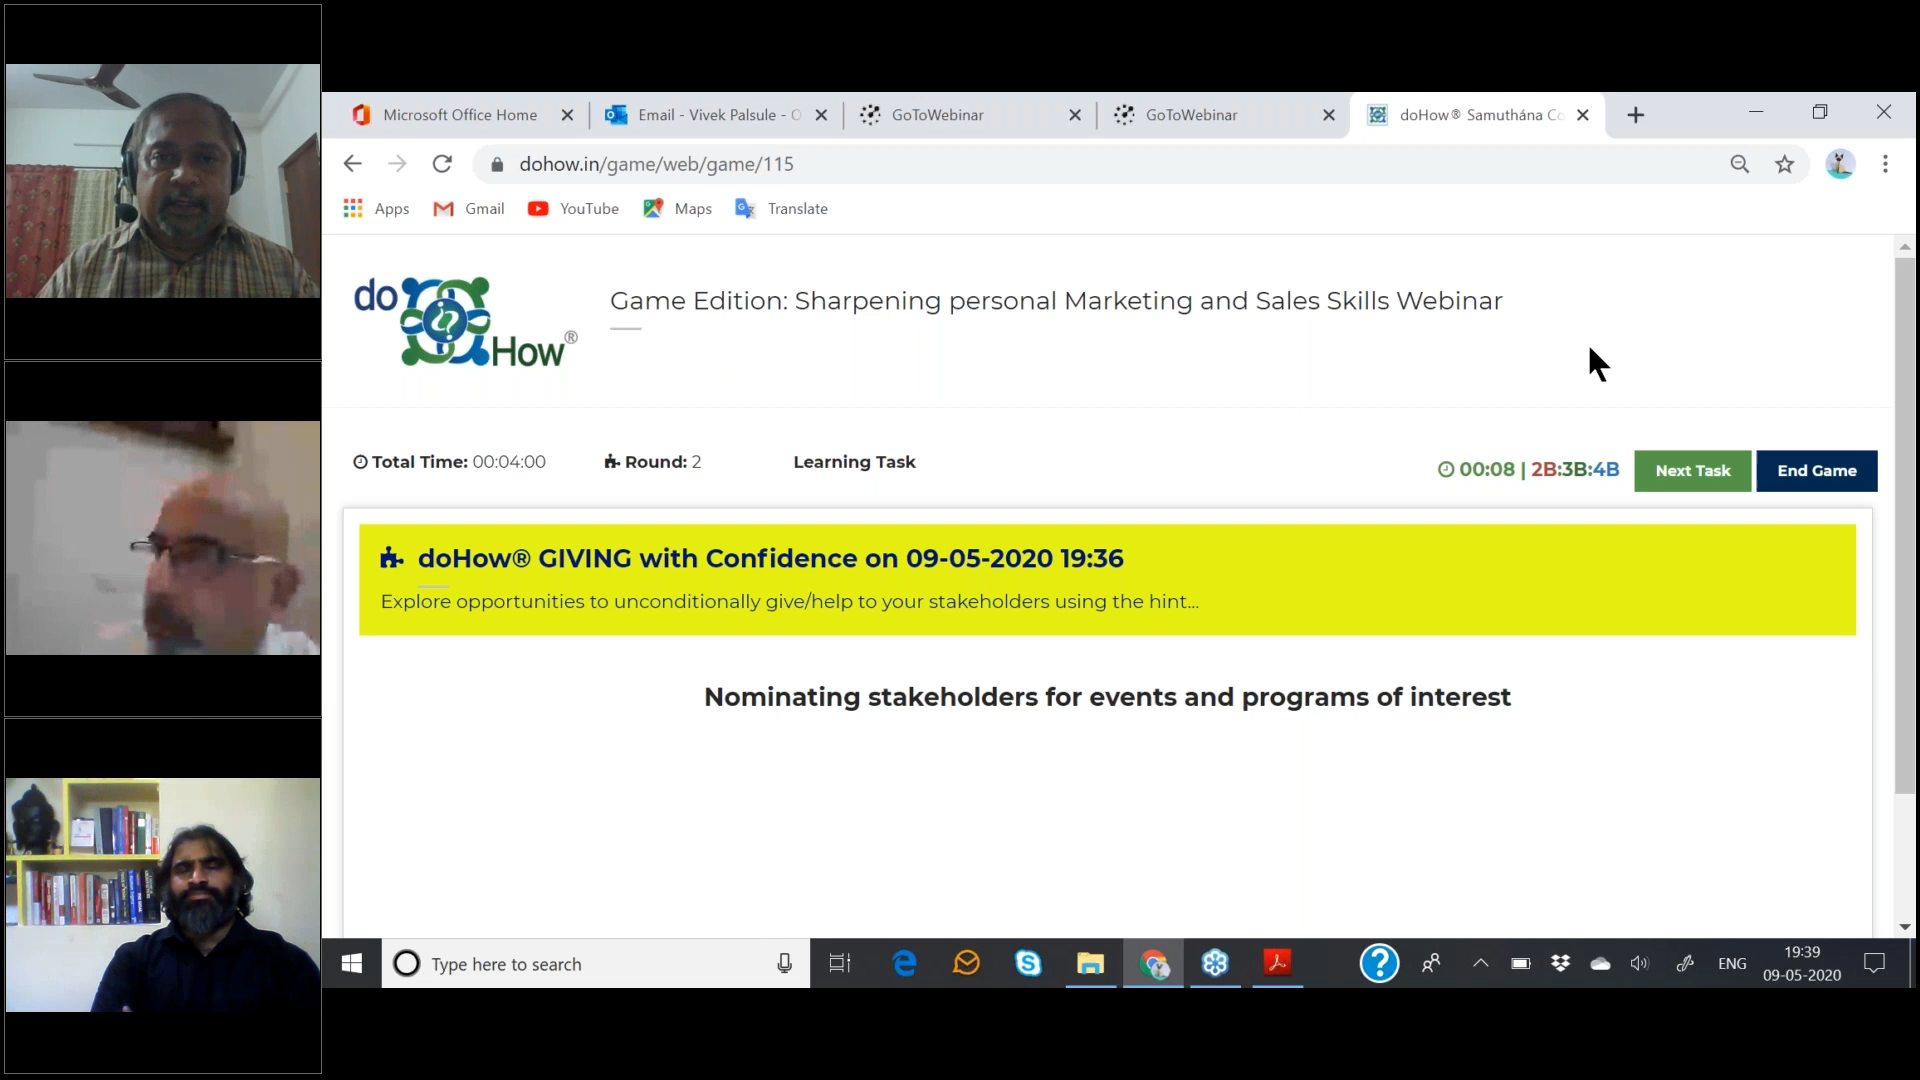 Microsoft Office Home
Email - Vivek Palsule - O
GoToWebinar
GoToWebinar
doHow® Samuthána Co
dohow.in/game/web/game/115
Apps
Gmail
YouTube
Maps
Translate
do How®
Game Edition: Sharpening personal Marketing and Sales Skills Webinar
Total Time: 00:04:00
Round: 2
Learning Task
00:08 | 2B:3B:4B
Next Task
End Game
doHow® GIVING with Confidence on 09-05-2020 19:36
Explore opportunities to unconditionally give/help to your stakeholders using the hint...
Nominating stakeholders for events and programs of interest
Type here to search
ENG
19:39
09-05-2020